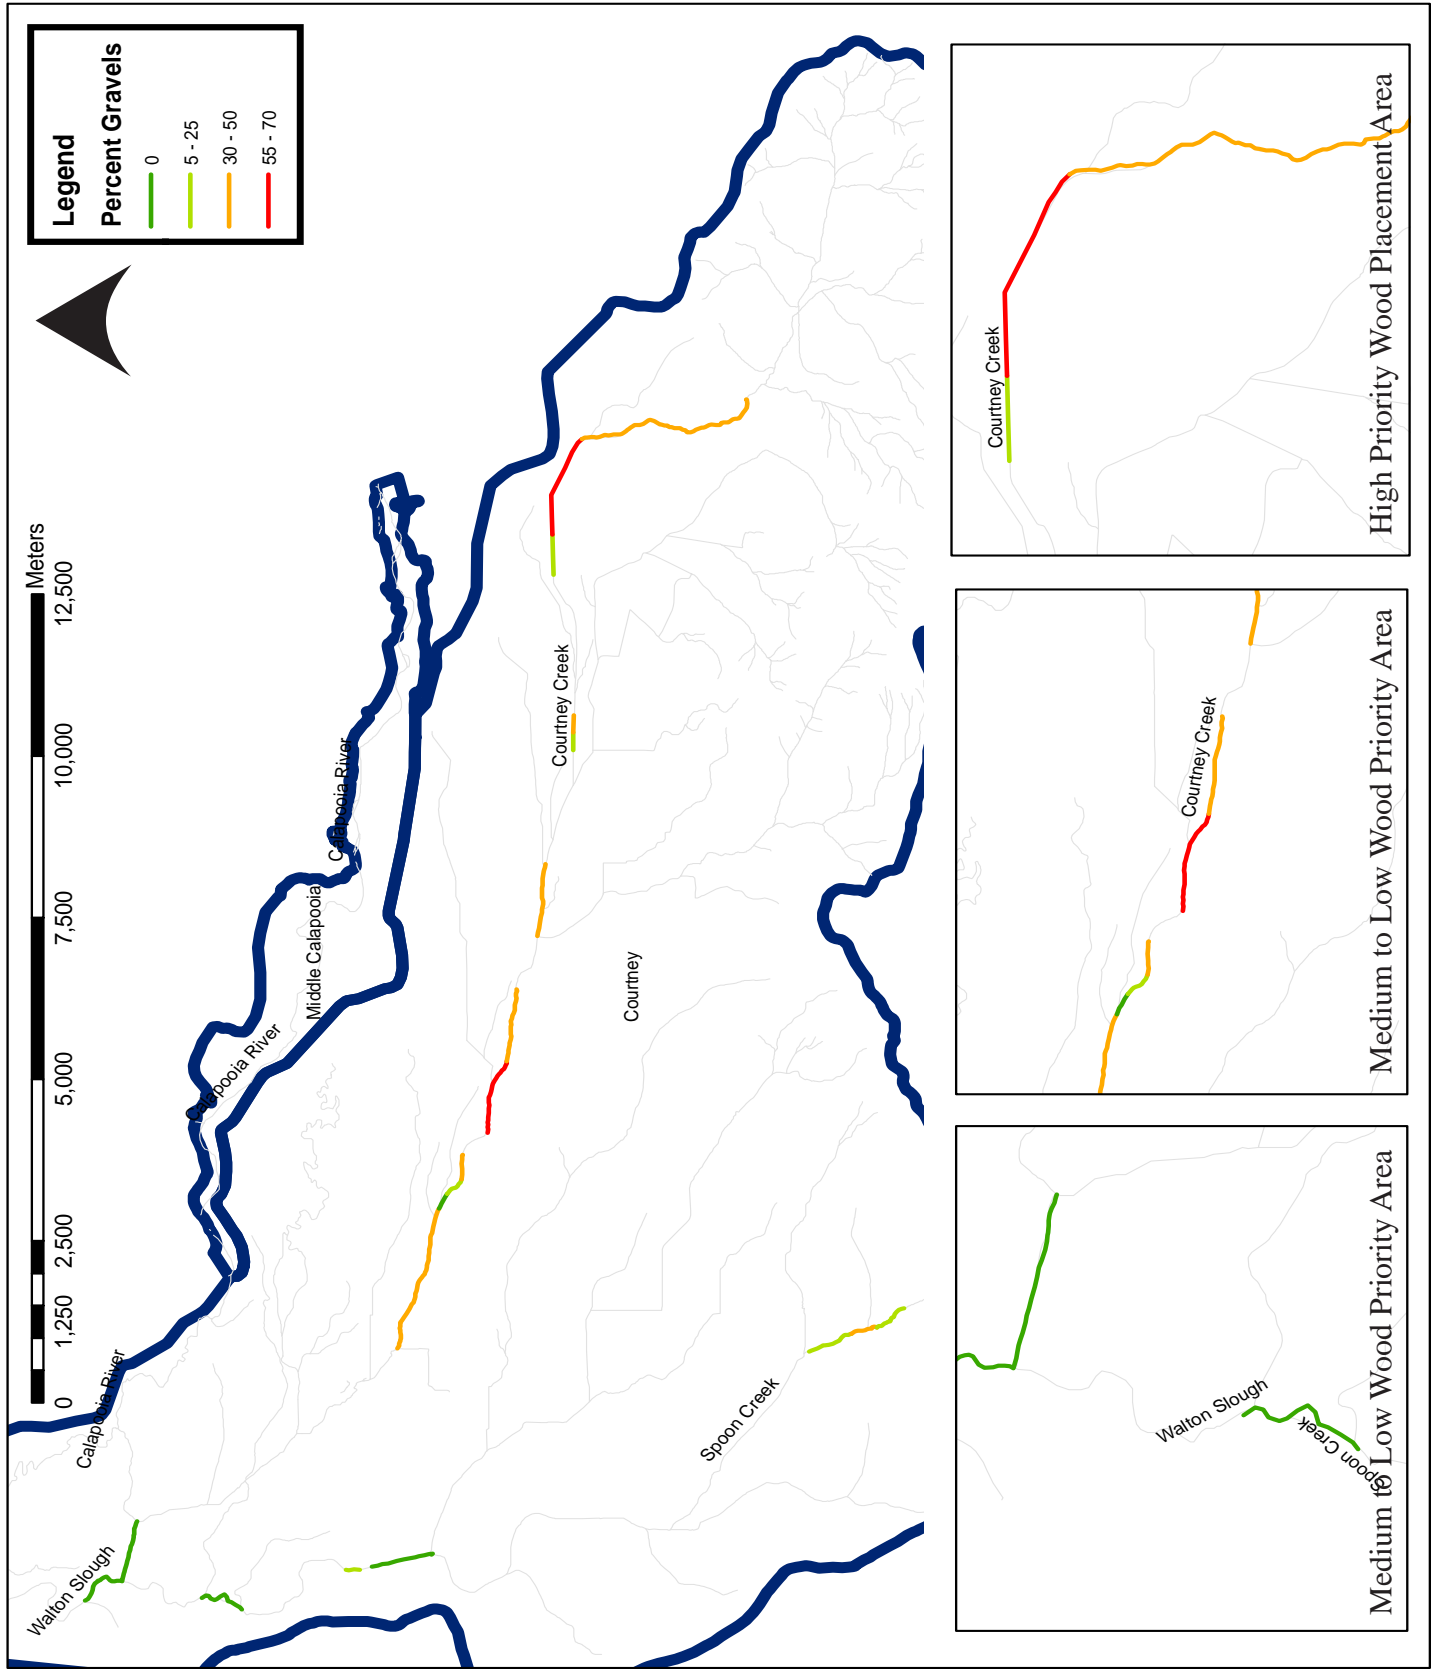 Legend
Percent Gravels
0
5 - 25
30 - 50
55 - 70
0 1,250 2,500 5,000 7,500 10,000 12,500
Meters
Walton Slough
Calapooia River
Calapooia River
Middle Calapooia
Calapooia River
Courtney Creek
Courtney
Spoon Creek
Walton Slough
Spoon Creek
Medium to Low Wood Priority Area
Courtney Creek
Medium to Low Wood Priority Area
Courtney Creek
High Priority Wood Placement Area